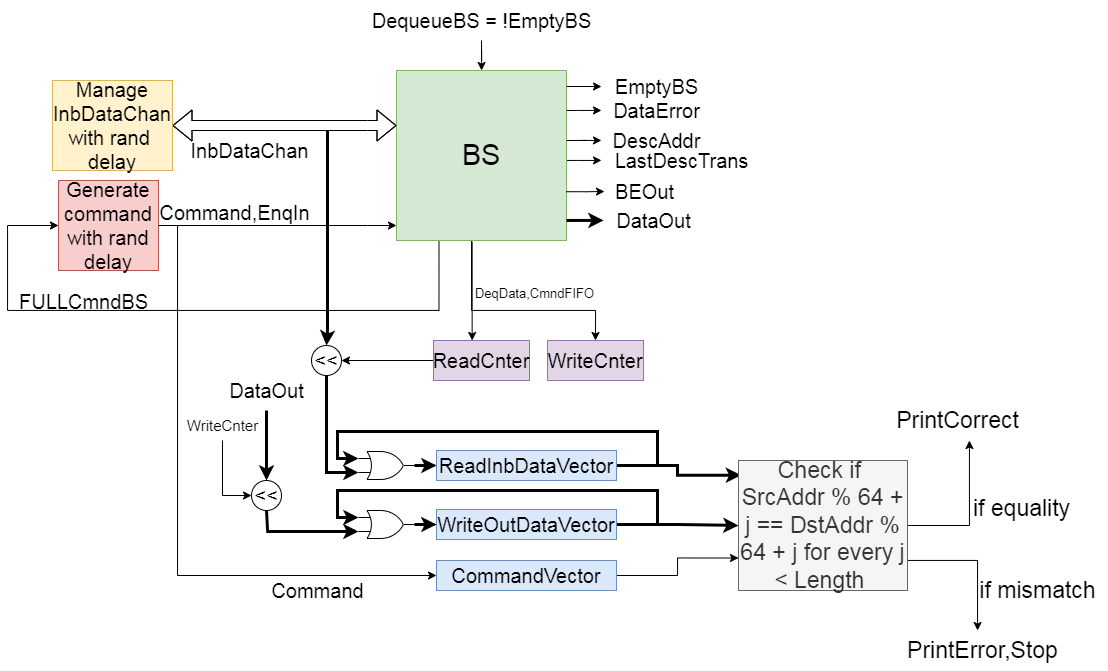 DequeueBS = !EmptyBS
Manage
InbDataChan
with rand
delay
InbDataChan
BS
EmptyBS
DataError
DescAddr
LastDescTrans
BEOut
DataOut
Generate
command
with rand
delay
Command,EnqIn
FULLCmndBS
DeqData,CmndFIFO
<<
ReadCnter
WriteCnter
DataOut
WriteCnter
<<
ReadInbDataVector
WriteOutDataVector
CommandVector
Command
Check if
SrcAddr % 64 +
j == DstAddr %
64 + j for every j
< Length
PrintCorrect
if equality
if mismatch
PrintError,Stop